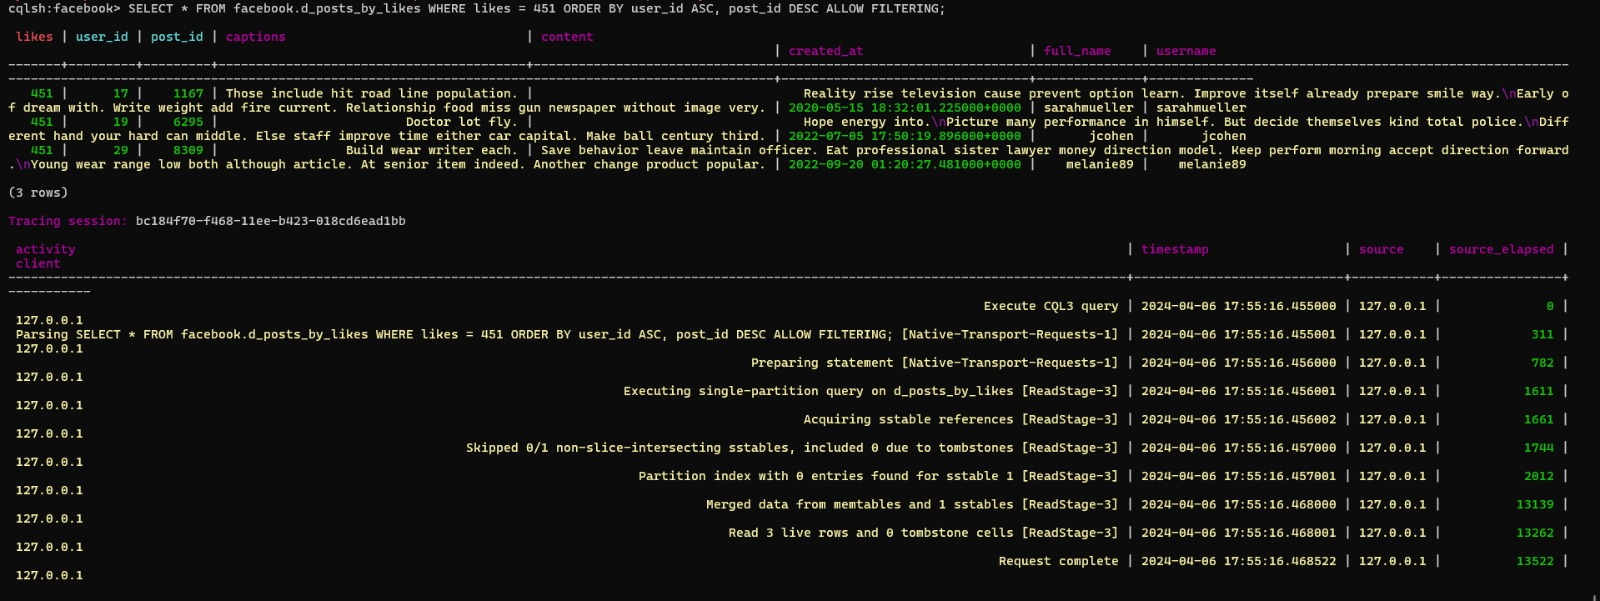 cqlsh:facebook> SELECT * FROM facebook.d_posts_by_likes WHERE likes = 451 ORDER BY user_id ASC, post_id DESC ALLOW FILTERING;
likes | user_id | post_id | captions | content
| created_at | full_name | username
-------+---------+---------+-----------------------------------------+--------------------------------------------------------------------------------------------------------------------------------------------
------------------------------------------------------------------------------------------------------+---------------------------------+-------------+--------------
451 | 17 | 1167 | Those include hit road line population. | Reality rise television cause prevent option learn. Improve itself already prepare smile way.\nEarly o
f dream with. Write weight add fire current. Relationship food miss gun newspaper without image very. | 2020-05-15 18:32:01.225000+0000 | sarahmueller | sarahmueller
451 | 19 | 6295 | Doctor lot fly. | Hope energy into.\nPicture many performance in himself. But decide themselves kind total police.\nDiff
erent hand your hard can middle. Else staff improve time either car capital. Make ball century third. | 2022-07-05 17:50:19.896000+0000 | jcohen | jcohen
451 | 29 | 8309 | Build wear writer each. | Save behavior leave maintain officer. Eat professional sister lawyer money direction model. Keep perform morning accept direction forward
.\nYoung wear range low both although article. At senior item indeed. Another change product popular. | 2022-09-20 01:20:27.481000+0000 | melanie89 | melanie89
(3 rows)
Tracing session: bc184f70-f468-11ee-b423-018cd6ead1bb
activity | timestamp | source | source_elapsed |
client
-----------------------------------------------------------------------------------------------------------------------------------------------------+----------------------------+-----------+----------------+
-----------
Execute CQL3 query | 2024-04-06 17:55:16.455000 | 127.0.0.1 | 0 |
127.0.0.1
Parsing SELECT * FROM facebook.d_posts_by_likes WHERE likes = 451 ORDER BY user_id ASC, post_id DESC ALLOW FILTERING; [Native-Transport-Requests-1] | 2024-04-06 17:55:16.455001 | 127.0.0.1 | 311 |
127.0.0.1
Preparing statement [Native-Transport-Requests-1] | 2024-04-06 17:55:16.456000 | 127.0.0.1 | 782 |
127.0.0.1
Executing single-partition query on d_posts_by_likes [ReadStage-3] | 2024-04-06 17:55:16.456001 | 127.0.0.1 | 1611 |
127.0.0.1
Acquiring sstable references [ReadStage-3] | 2024-04-06 17:55:16.456002 | 127.0.0.1 | 1661 |
127.0.0.1
Skipped 0/1 non-slice-intersecting sstables, included 0 due to tombstones [ReadStage-3] | 2024-04-06 17:55:16.457000 | 127.0.0.1 | 1744 |
127.0.0.1
Partition index with 0 entries found for sstable 1 [ReadStage-3] | 2024-04-06 17:55:16.457001 | 127.0.0.1 | 2012 |
127.0.0.1
Merged data from memtables and 1 sstables [ReadStage-3] | 2024-04-06 17:55:16.468000 | 127.0.0.1 | 13139 |
127.0.0.1
Read 3 live rows and 0 tombstone cells [ReadStage-3] | 2024-04-06 17:55:16.468001 | 127.0.0.1 | 13262 |
127.0.0.1
Request complete | 2024-04-06 17:55:16.468522 | 127.0.0.1 | 13522 |
127.0.0.1